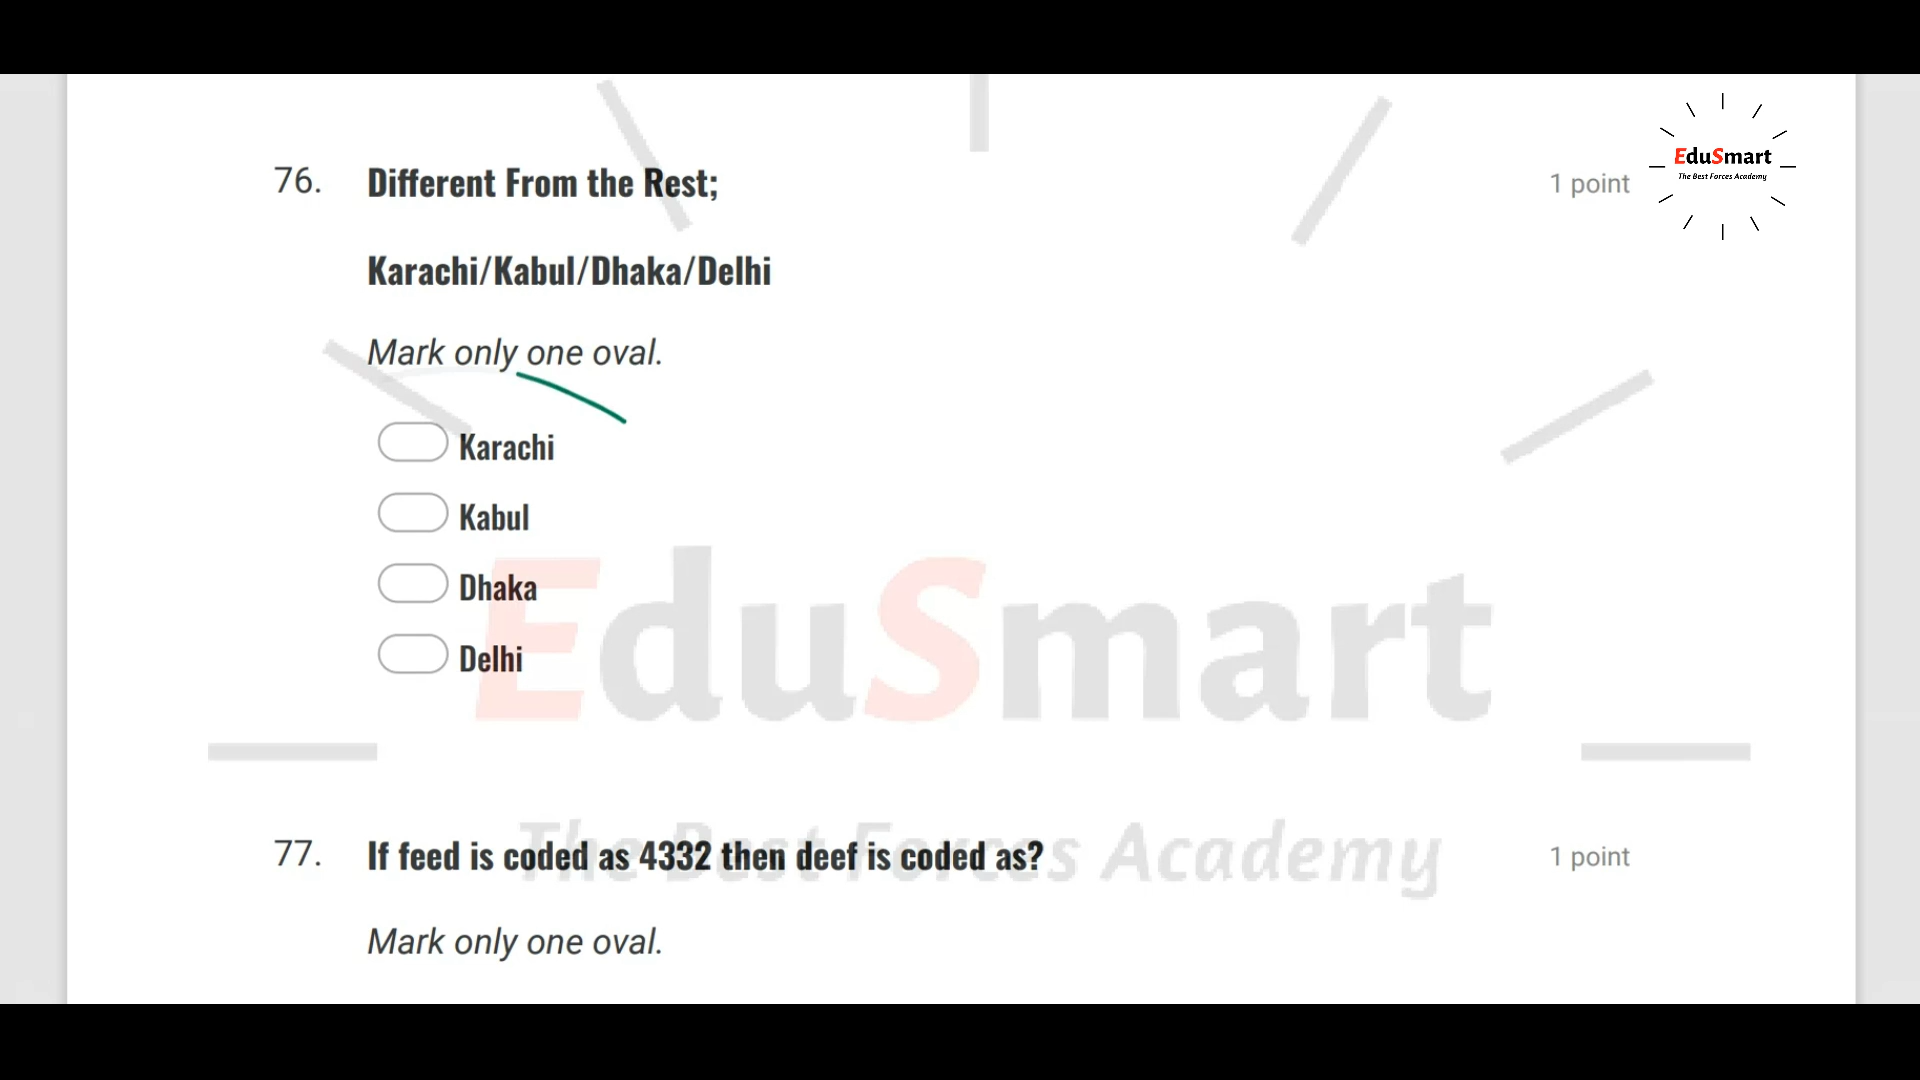 EduSmart
The Best Forces Academy
76. Different From the Rest; 1 point
Karachi/Kabul/Dhaka/Delhi
Mark only one oval.
Karachi
Kabul
Dhaka
Delhi
EduSmart
The Best Forces Academy
77. If feed is coded as 4332 then deef is coded as? 1 point
Mark only one oval.